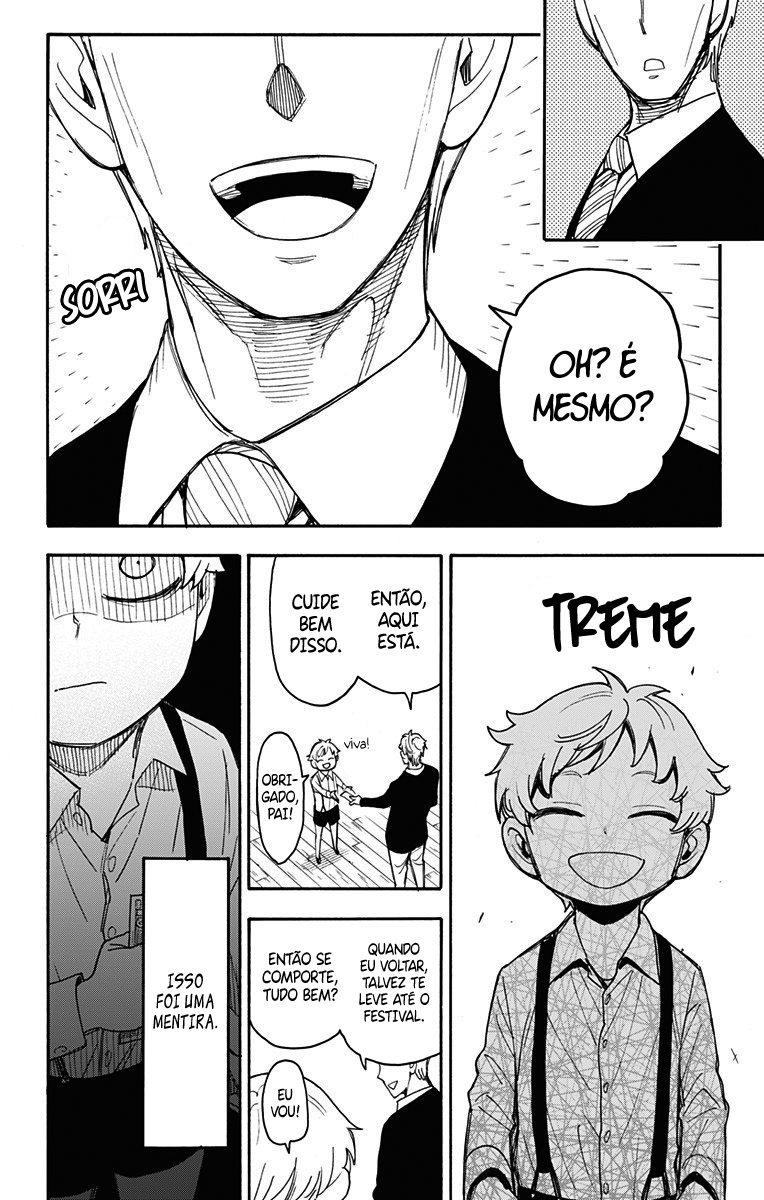 OH? É
MESMO?
SORRI
TREME
ENTÃO,
AQUI
ESTÁ.
CUIDE
BEM
DISSO.
viva!
OBRI-
GADO,
PAI!
QUANDO
EU VOLTAR,
TALVEZ TE
LEVE ATÉ O
FESTIVAL.
ENTÃO SE
COMPORTE,
TUDO BEM?
EU
VOU!
ISSO
FOI UMA
MENTIRA.